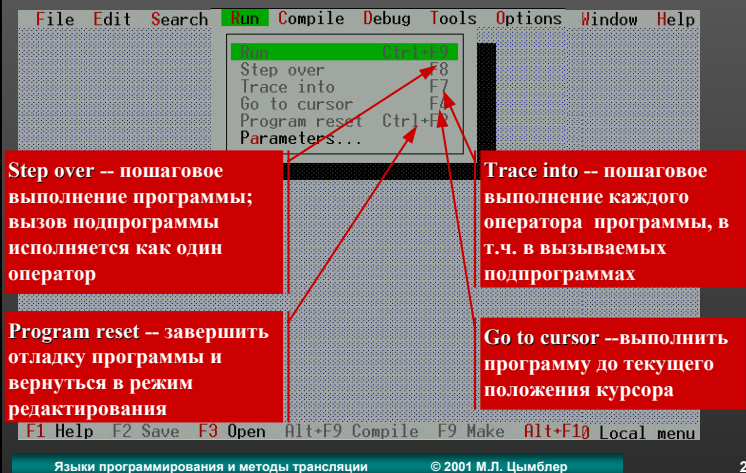 File Edit Search Run Compile Debug Tools Options Window Help
Run Ctrl+F9
Step over F8
Trace into F7
Go to cursor F4
Program reset Ctrl+F2
Parameters...
Step over -- пошаговое
выполнение программы;
вызов подпрограммы
исполняется как один
оператор
Trace into -- пошаговое
выполнение каждого
оператора программы, в
т.ч. в вызываемых
подпрограммах
Program reset -- завершить
отладку программы и
вернуться в режим
редактирования
Go to cursor --выполнить
программу до текущего
положения курсора
F1 Help F2 Save F3 Open Alt+F9 Compile F9 Make Alt+F10 Local menu
Языки программирования и методы трансляции © 2001 М.Л. Цымблер 2